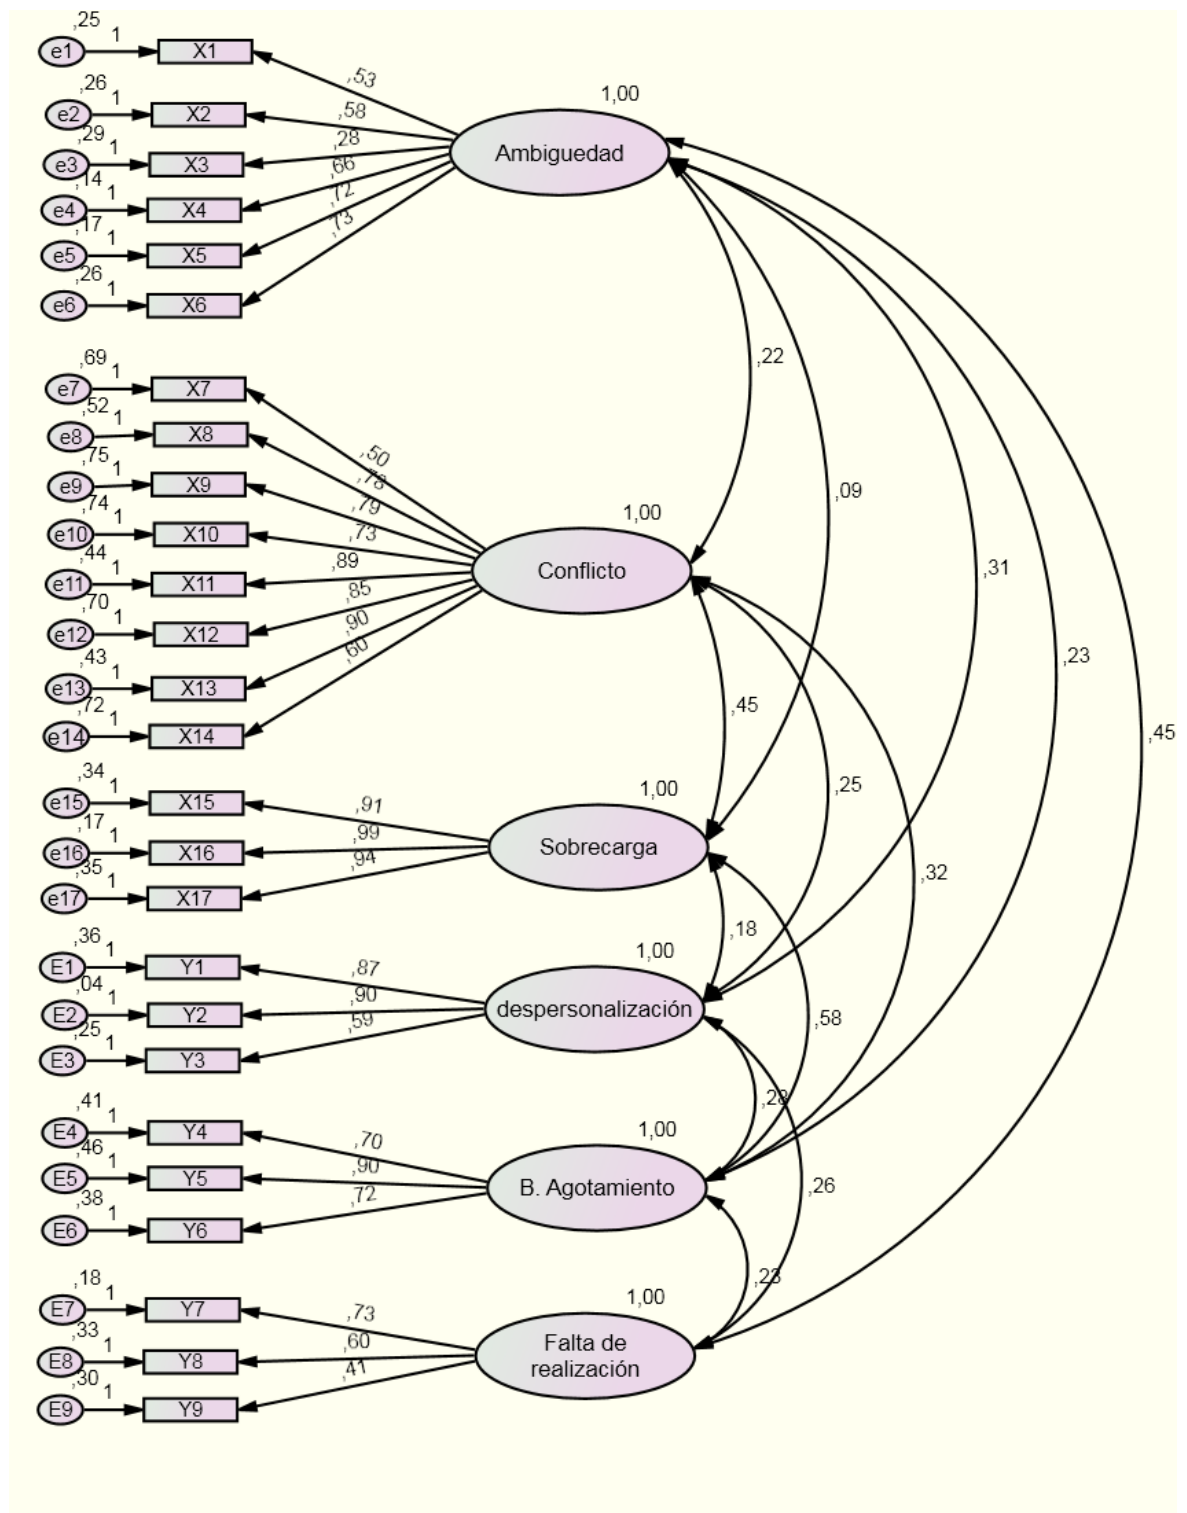 ,25
1
e1
X1
,53
1,00
,26
1
e2
X2
,58
Ambiguedad
,29
1
e3
X3
,28
,14
1
e4
X4
,66
,17
1
e5
X5
,72
,26
1
e6
X6
,73
,22
,69
1
e7
X7
,50
,52
1
e8
X8
,78
,75
1
e9
X9
,79
,09
,74
1
e10
X10
,73
1,00
,44
1
e11
X11
,89
Conflicto
,31
,70
1
e12
X12
,85
,43
1
e13
X13
,90
,23
,72
1
e14
X14
,60
,45
,45
,34
1
e15
X15
,91
1,00
,25
,17
1
e16
X16
,99
Sobrecarga
,35
1
e17
X17
,94
,32
,36
1
E1
Y1
,87
1,00
,18
,04
1
E2
Y2
,90
despersonalización
,25
1
E3
Y3
,59
,58
,41
1
E4
Y4
,70
1,00
,28
,46
1
E5
Y5
,90
B. Agotamiento
,38
1
E6
Y6
,72
,26
,18
1
E7
Y7
,73
1,00
,23
,33
1
E8
Y8
,60
Falta de
realización
,30
1
E9
Y9
,41